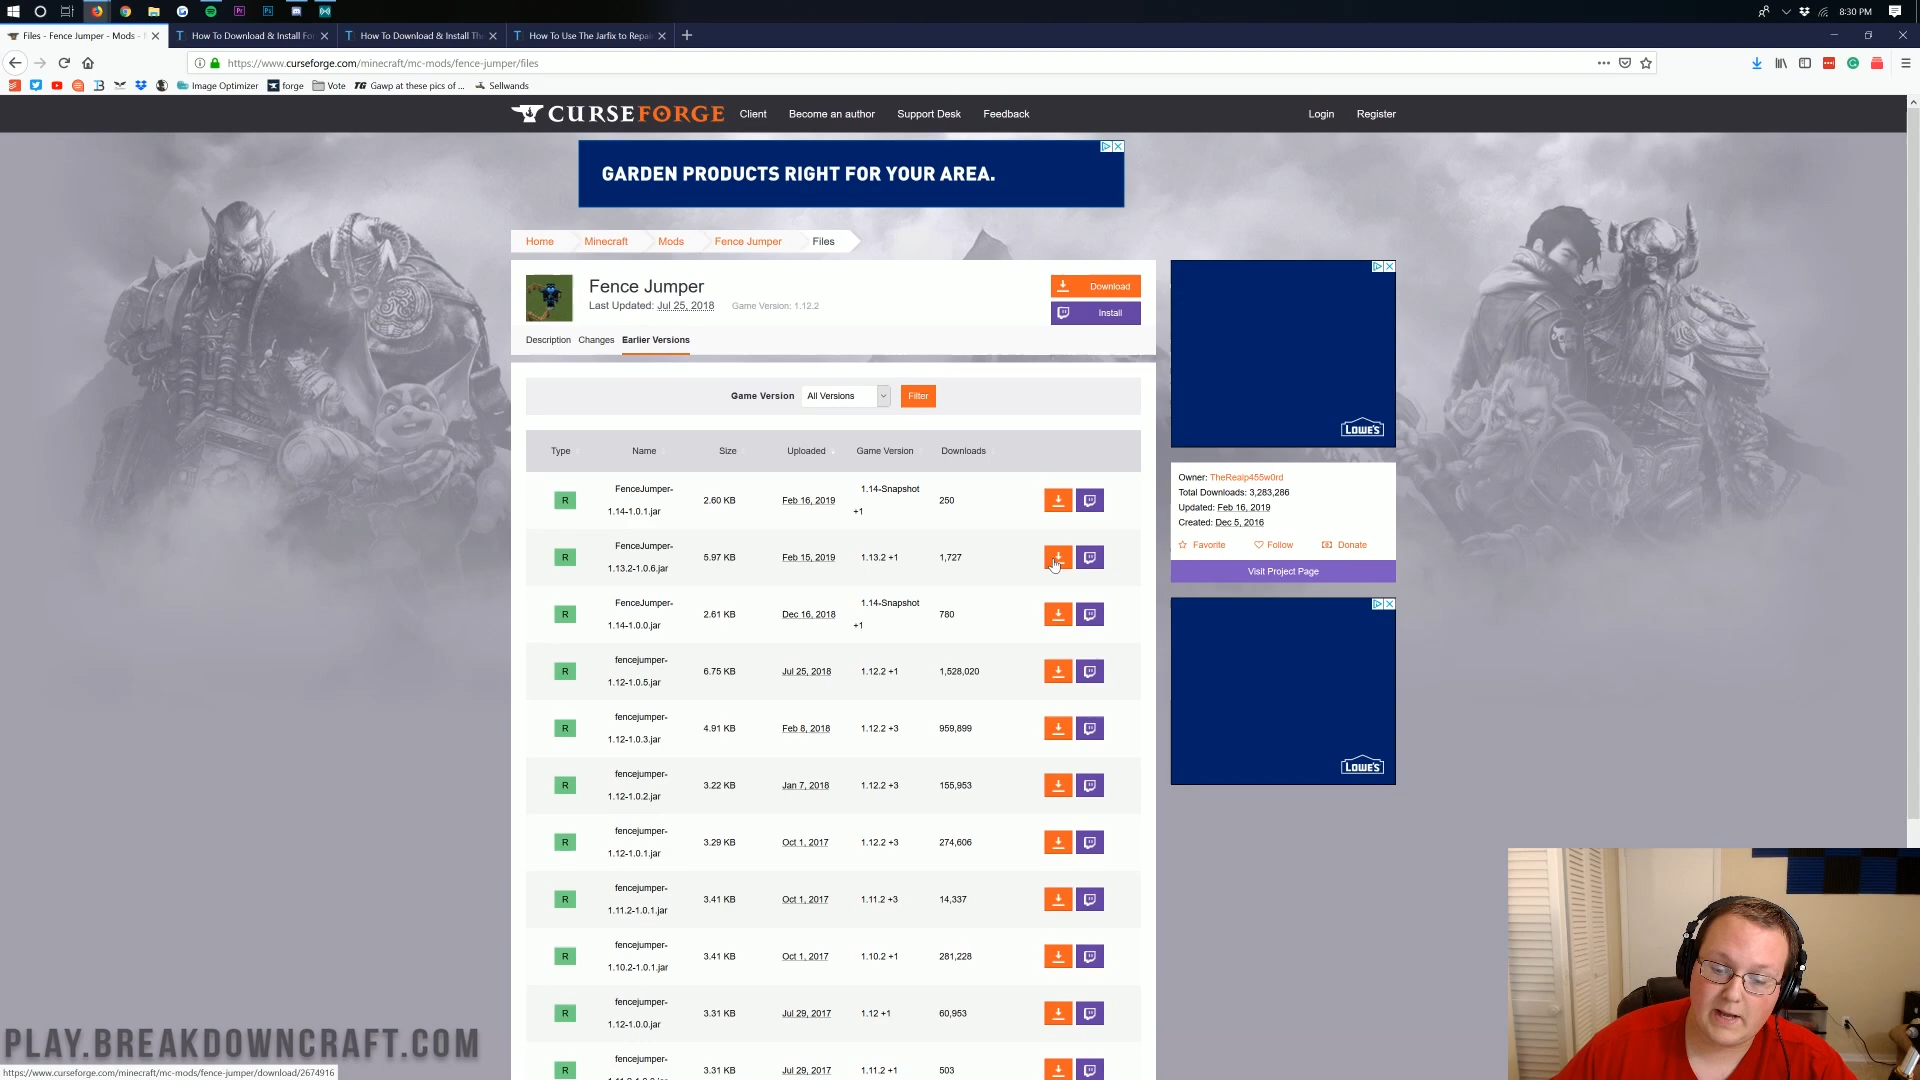 8:30 PM
Files - Fence Jumper - Mods -
How To Download & Install Fo
How To Download & Install The
How To Use The Jarfix to Repai
https://www.curseforge.com/minecraft/mc-mods/fence-jumper/files
Image Optimizer
forge
Vote
TG Gawp at these pics of ...
Sellwands
CURSEFORGE
Client
Become an author
Support Desk
Feedback
Login
Register
GARDEN PRODUCTS RIGHT FOR YOUR AREA.
Home
Minecraft
Mods
Fence Jumper
Files
Fence Jumper
Last Updated: Jul 25, 2018
Game Version: 1.12.2
Download
Install
Description
Changes
Earlier Versions
Game Version
All Versions
Filter
Type
Name
Size
Uploaded
Game Version
Downloads
R
FenceJumper-
1.14-1.0.1.jar
2.60 KB
Feb 16, 2019
1.14-Snapshot
+1
250
R
FenceJumper-
1.13.2-1.0.6.jar
5.97 KB
Feb 15, 2019
1.13.2 +1
1,727
R
FenceJumper-
1.14-1.0.0.jar
2.61 KB
Dec 16, 2018
1.14-Snapshot
+1
780
R
fencejumper-
1.12-1.0.5.jar
6.75 KB
Jul 25, 2018
1.12.2 +1
1,528,020
R
fencejumper-
1.12-1.0.3.jar
4.91 KB
Feb 8, 2018
1.12.2 +3
959,899
R
fencejumper-
1.12-1.0.2.jar
3.22 KB
Jan 7, 2018
1.12.2 +3
155,953
R
fencejumper-
1.12-1.0.1.jar
3.29 KB
Oct 1, 2017
1.12.2 +3
274,606
R
fencejumper-
1.11.2-1.0.1.jar
3.41 KB
Oct 1, 2017
1.11.2 +3
14,337
R
fencejumper-
1.10.2-1.0.1.jar
3.41 KB
Oct 1, 2017
1.10.2 +1
281,228
R
fencejumper-
1.12-1.0.0.jar
3.31 KB
Jul 29, 2017
1.12 +1
60,953
R
fencejumper-
3.31 KB
Jul 29, 2017
1.11.2 +1
503
LOWE'S
Owner: TheRealp455w0rd
Total Downloads: 3,283,286
Updated: Feb 16, 2019
Created: Dec 5, 2016
Favorite
Follow
Donate
Visit Project Page
LOWE'S
PLAY.BREAKDOWNCRAFT.COM
https://www.curseforge.com/minecraft/mc-mods/fence-jumper/download/2674916